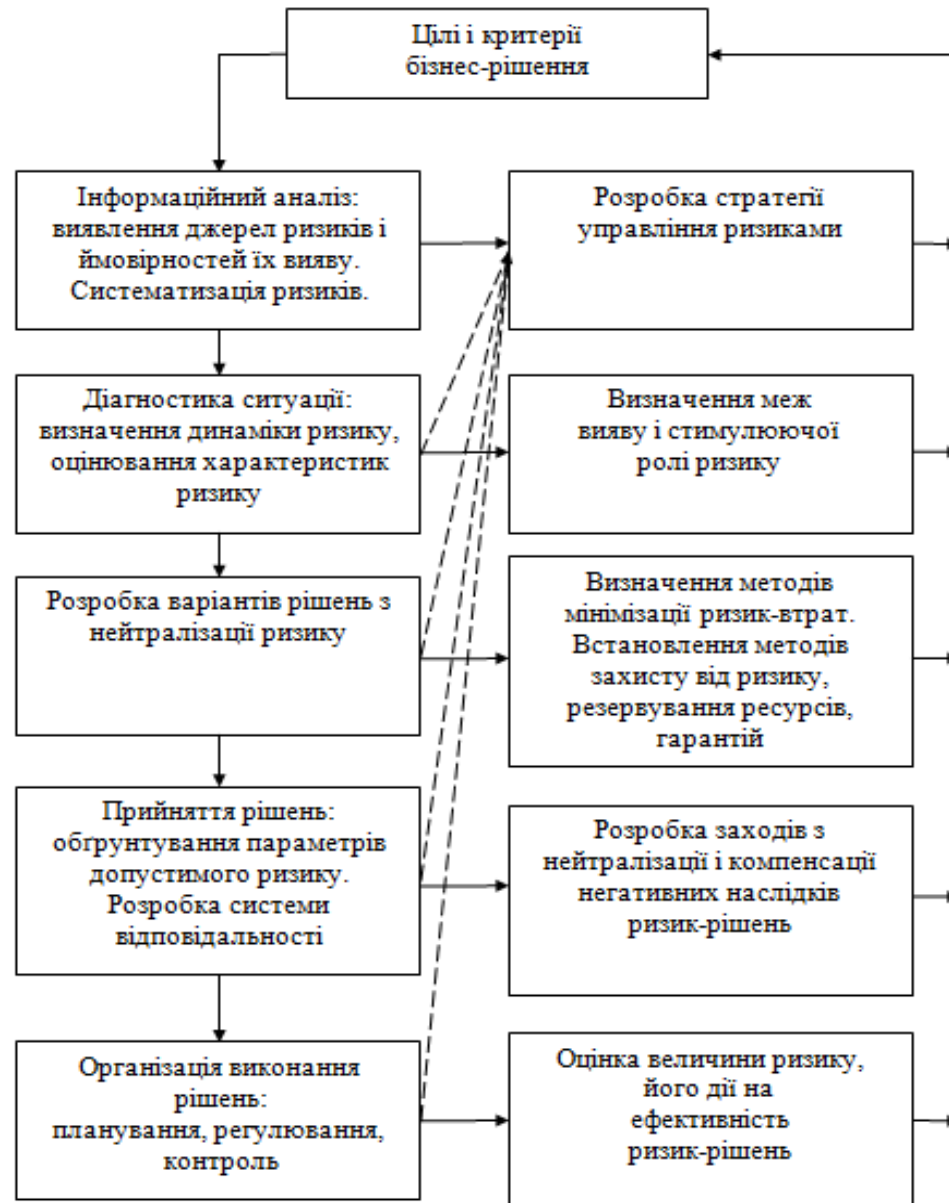 Цілі і критерії
бізнес-рішення
Інформаційний аналіз:
виявлення джерел ризиків і
ймовірностей їх вияву.
Систематизація ризиків.
Розробка стратегії
управління ризиками
Діагностика ситуації:
визначення динаміки ризику,
оцінювання характеристик
ризику
Визначення меж
вияву і стимулюючої
ролі ризику
Розробка варіантів рішень з
нейтралізації ризику
Визначення методів
мінімізації ризик-втрат.
Встановлення методів
захисту від ризику,
резервування ресурсів,
гарантій
Прийняття рішень:
обґрунтування параметрів
допустимого ризику.
Розробка системи
відповідальності
Розробка заходів з
нейтралізації і компенсації
негативних наслідків
ризик-рішень
Організація виконання
рішень:
планування, регулювання,
контроль
Оцінка величини ризику,
його дії на
ефективність
ризик-рішень